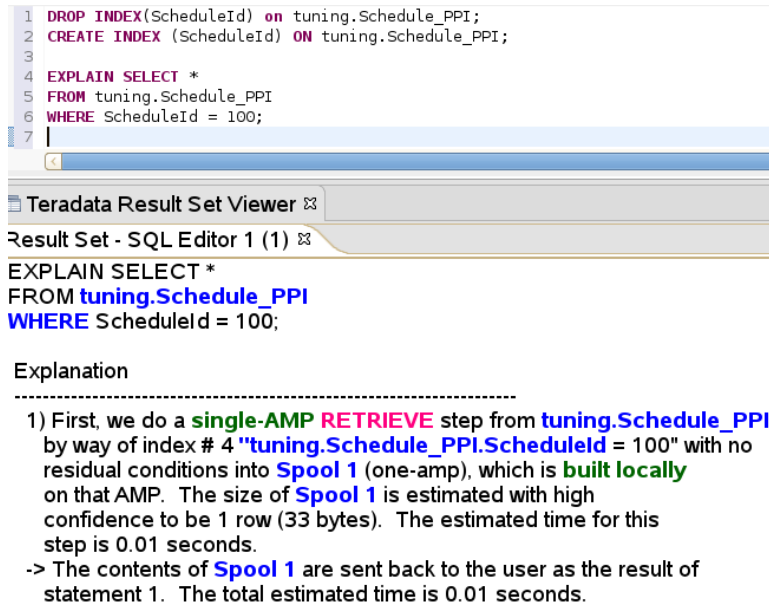 1 DROP INDEX(ScheduleId) on tuning.Schedule_PPI;
2 CREATE INDEX (ScheduleId) ON tuning.Schedule_PPI;
3
4 EXPLAIN SELECT *
5 FROM tuning.Schedule_PPI
6 WHERE ScheduleId = 100;
7
Teradata Result Set Viewer
Result Set - SQL Editor 1 (1)
EXPLAIN SELECT *
FROM tuning.Schedule_PPI
WHERE ScheduleId = 100;
Explanation
---------------------------------------------------------------------------
1) First, we do a single-AMP RETRIEVE step from tuning.Schedule_PPI
by way of index # 4 "tuning.Schedule_PPI.ScheduleId = 100" with no
residual conditions into Spool 1 (one-amp), which is built locally
on that AMP. The size of Spool 1 is estimated with high
confidence to be 1 row (33 bytes). The estimated time for this
step is 0.01 seconds.
-> The contents of Spool 1 are sent back to the user as the result of
statement 1. The total estimated time is 0.01 seconds.